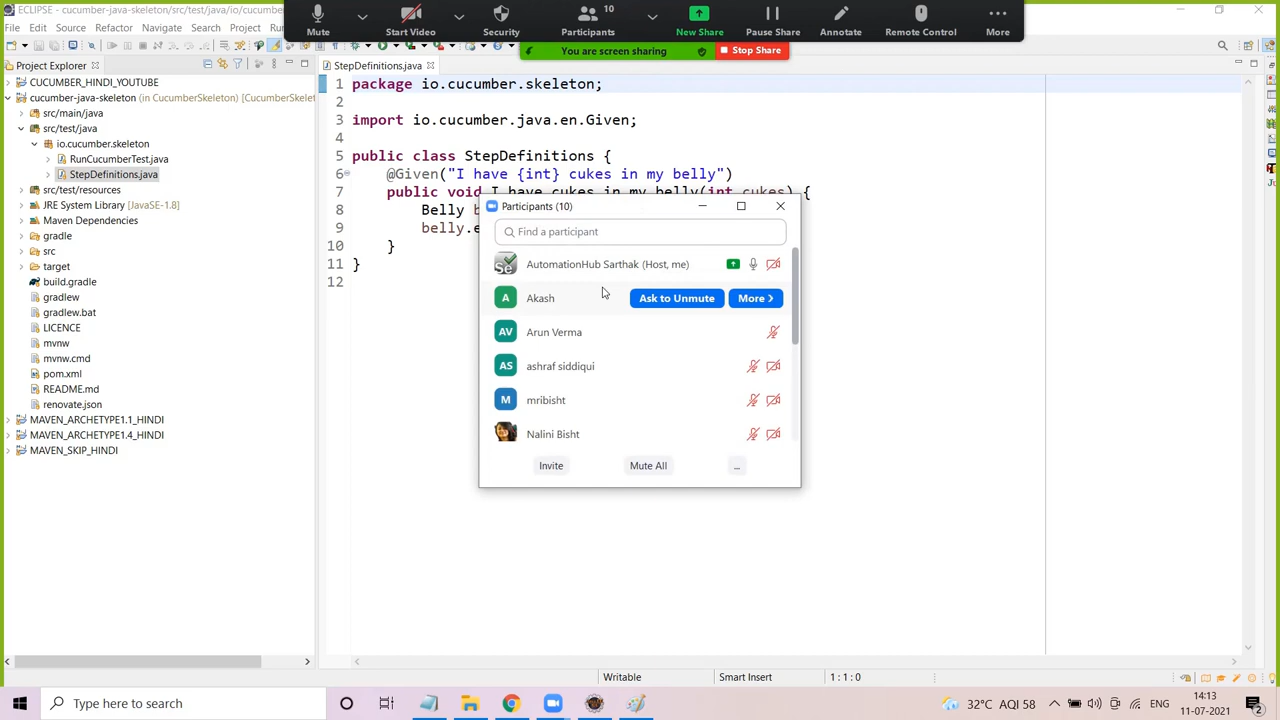 ECLIPSE - cucumber-java-skeleton/src/test/java/io/cucumber
File Edit Source Refactor Navigate Search Project
Mute
Start Video
Security
10
Participants
New Share
Pause Share
Annotate
Remote Control
More
You are screen sharing
Stop Share
Project Explorer
CUCUMBER_HINDI_YOUTUBE
cucumber-java-skeleton (in CucumberSkeleton) [CucumberSkelet
src/main/java
src/test/java
io.cucumber.skeleton
RunCucumberTest.java
StepDefinitions.java
src/test/resources
JRE System Library [JavaSE-1.8]
Maven Dependencies
gradle
src
target
build.gradle
gradlew
gradlew.bat
LICENCE
mvnw
mvnw.cmd
pom.xml
README.md
renovate.json
MAVEN_ARCHETYPE1.1_HINDI
MAVEN_ARCHETYPE1.4_HINDI
MAVEN_SKIP_HINDI
StepDefinitions.java
1 package io.cucumber.skeleton;
2
3 import io.cucumber.java.en.Given;
4
5 public class StepDefinitions {
6 @Given("I have {int} cukes in my belly")
7 public void I_have_cukes_in_my_belly(int cukes) {
8 Belly b
9 belly.e
10 }
11 }
12
Participants (10)
Find a participant
Se AutomationHub Sarthak (Host, me)
A Akash Ask to Unmute More >
AV Arun Verma
AS ashraf siddiqui
M mribisht
Nalini Bisht
Invite Mute All ...
Writable Smart Insert 1 : 1 : 0
Type here to search
32°C AQI 58 ENG 14:13
11-07-2021
2